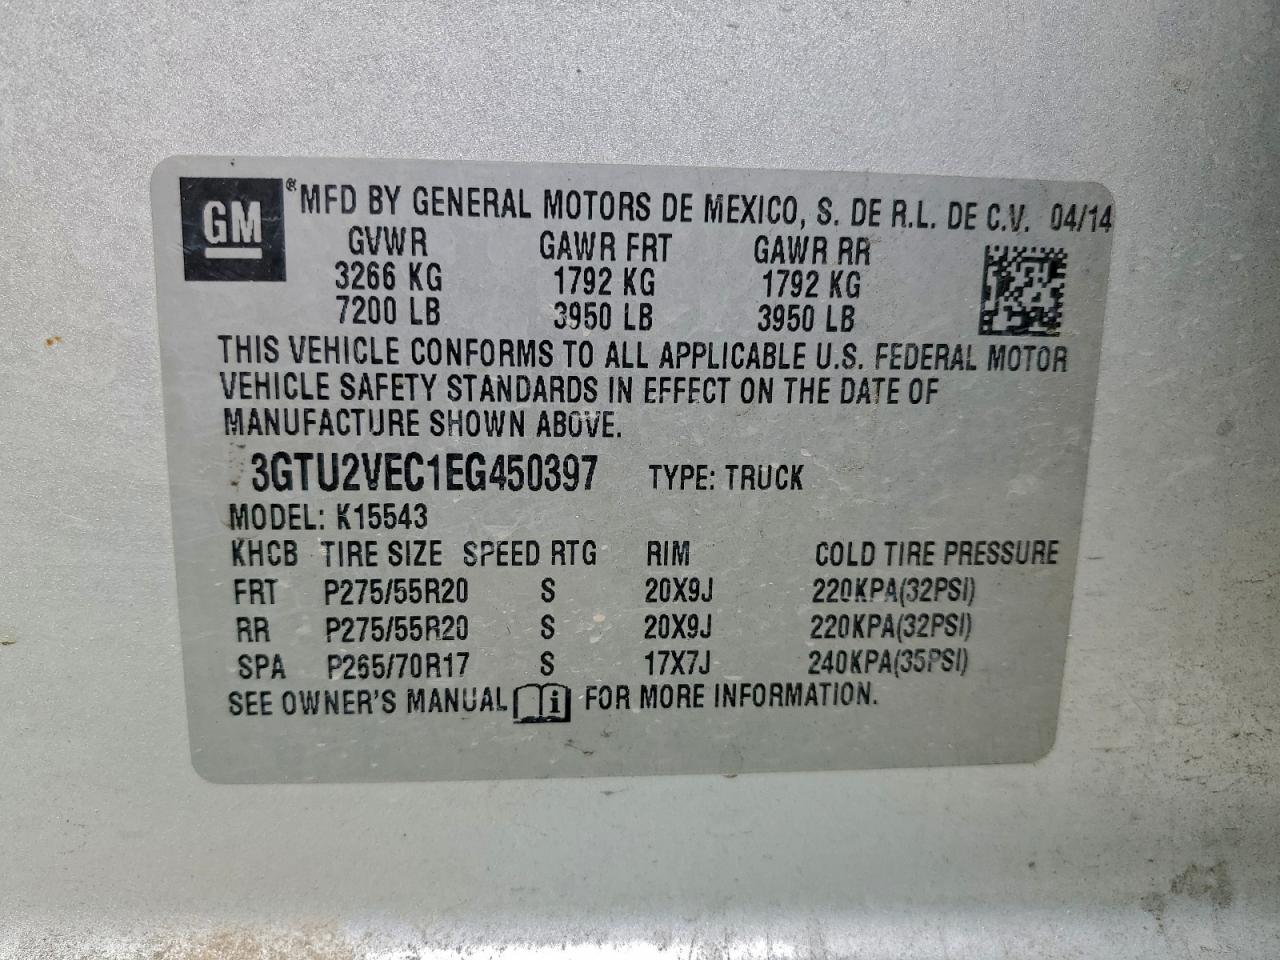 GM ® MFD BY GENERAL MOTORS DE MEXICO, S. DE R.L. DE C.V. 04/14
GVWR GAWR FRT GAWR RR
3266 KG 1792 KG 1792 KG
7200 LB 3950 LB 3950 LB
THIS VEHICLE CONFORMS TO ALL APPLICABLE U.S. FEDERAL MOTOR
VEHICLE SAFETY STANDARDS IN EFFECT ON THE DATE OF
MANUFACTURE SHOWN ABOVE.
3GTU2VEC1EG450397 TYPE: TRUCK
MODEL: K15543
KHCB TIRE SIZE SPEED RTG RIM COLD TIRE PRESSURE
FRT P275/55R20 S 20X9J 220KPA(32PSI)
RR P275/55R20 S 20X9J 220KPA(32PSI)
SPA P265/70R17 S 17X7J 240KPA(35PSI)
SEE OWNER'S MANUAL i FOR MORE INFORMATION.